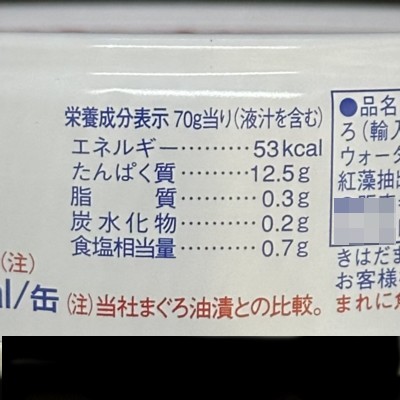 栄養成分表示 70g当り(液汁を含む)
エネルギー………53kcal
たんぱく質………12.5g
脂　　質………0.3g
炭水化物………0.2g
食塩相当量………0.7g
(注)
/缶 (注)当社まぐろ油漬との比較。
●品名
ろ(輸入
ウォータ
紅藻抽出
きはだま
お客様
まれに魚